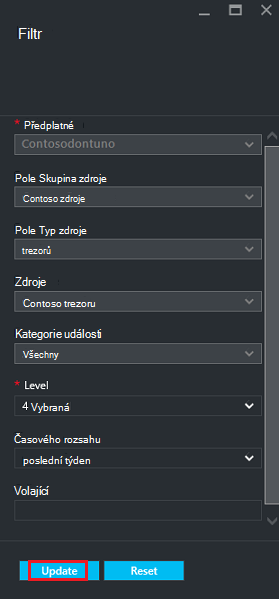 Filtr
* Předplatné
Contosodontuno
Pole Skupina zdroje
Contoso zdroje
Pole Typ zdroje
trezorů
Zdroje
Contoso trezoru
Kategorie události
Všechny
* Level
4 Vybraná
Časového rozsahu
poslední týden
Volající
Update Reset